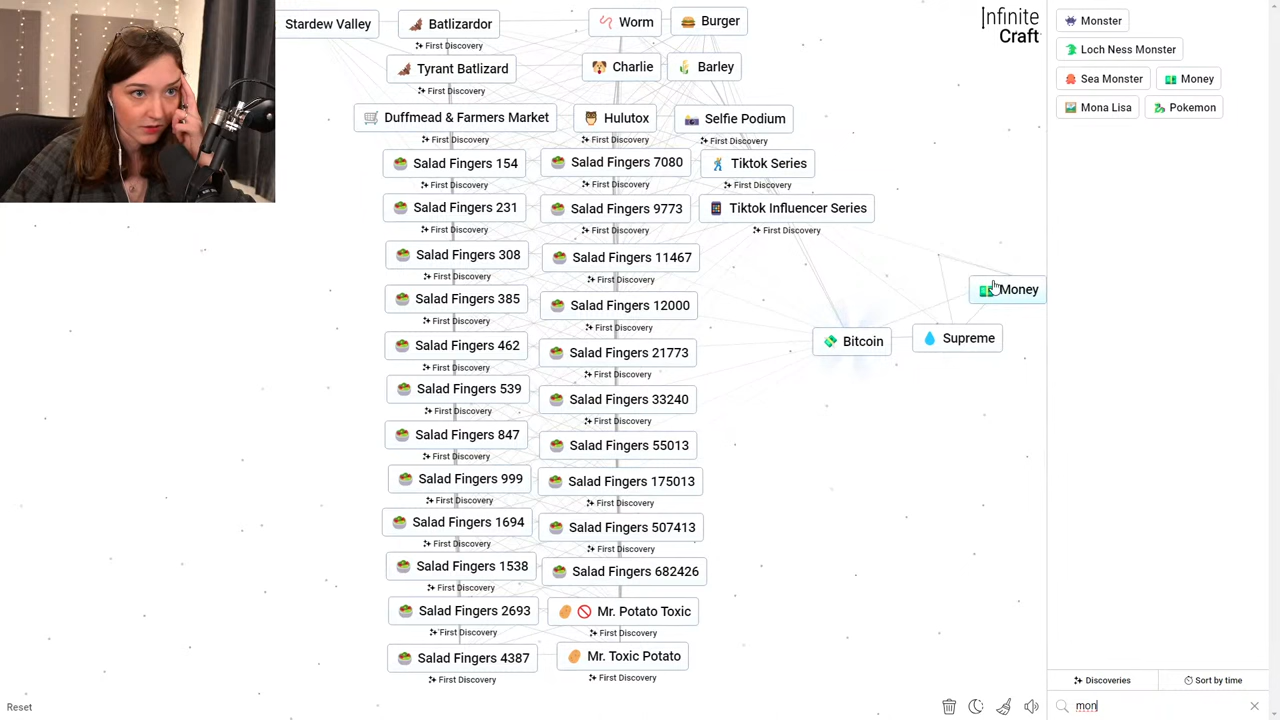 Stardew Valley
Batlizardor
First Discovery
Tyrant Batlizard
First Discovery
Worm
Burger
Charlie
Barley
Infinite
Craft
Duffmead & Farmers Market
First Discovery
Hulutox
First Discovery
Selfie Podium
First Discovery
Salad Fingers 154
First Discovery
Salad Fingers 7080
First Discovery
Tiktok Series
First Discovery
Salad Fingers 231
First Discovery
Salad Fingers 9773
First Discovery
Tiktok Influencer Series
First Discovery
Salad Fingers 308
First Discovery
Salad Fingers 11467
First Discovery
Salad Fingers 385
First Discovery
Salad Fingers 12000
First Discovery
Salad Fingers 462
First Discovery
Salad Fingers 21773
First Discovery
Salad Fingers 539
First Discovery
Salad Fingers 33240
First Discovery
Salad Fingers 847
First Discovery
Salad Fingers 55013
First Discovery
Salad Fingers 999
First Discovery
Salad Fingers 175013
First Discovery
Salad Fingers 1694
First Discovery
Salad Fingers 507413
First Discovery
Salad Fingers 1538
First Discovery
Salad Fingers 682426
Salad Fingers 2693
First Discovery
Mr. Potato Toxic
First Discovery
Salad Fingers 4387
First Discovery
Mr. Toxic Potato
First Discovery
Money
Bitcoin
Supreme
Monster
Loch Ness Monster
Sea Monster
Money
Mona Lisa
Pokemon
Discoveries
Sort by time
mon
Reset